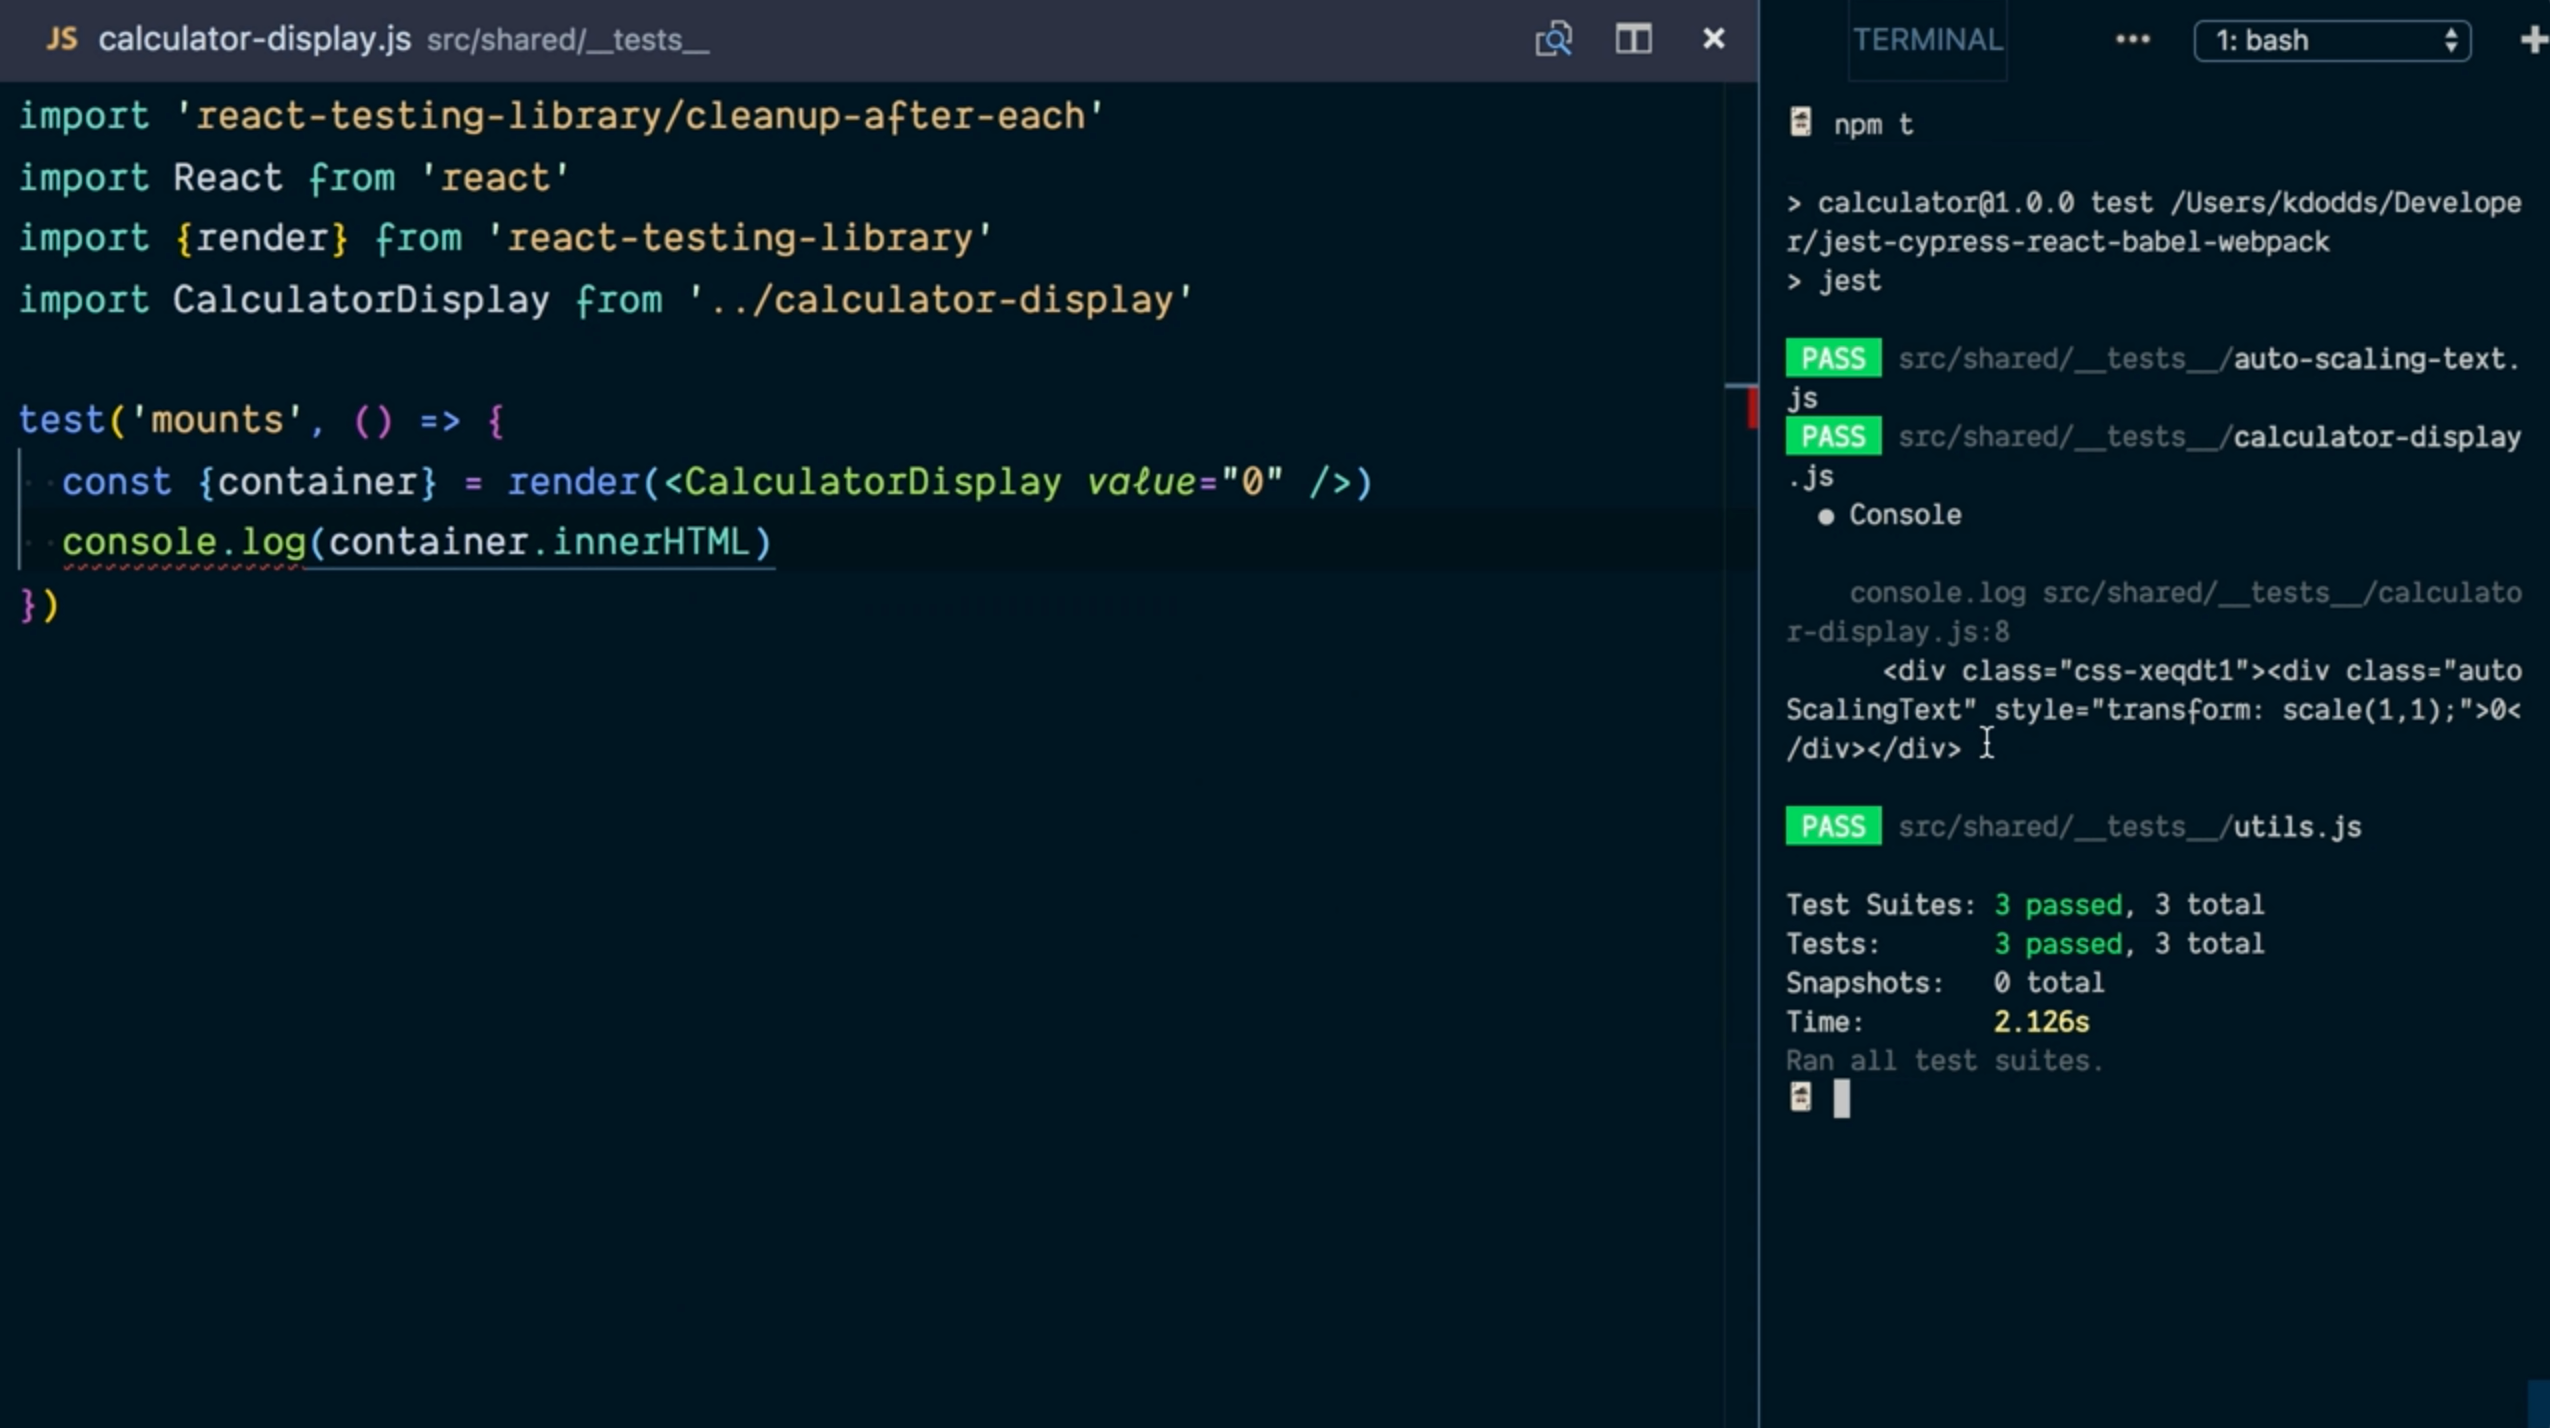 JS calculator-display.js src/shared/__tests__
import 'react-testing-library/cleanup-after-each'
import React from 'react'
import {render} from 'react-testing-library'
import CalculatorDisplay from '../calculator-display'
test('mounts', () => {
const {container} = render(<CalculatorDisplay value="0" />)
console.log(container.innerHTML)
})
TERMINAL ••• 1: bash
npm t
> calculator@1.0.0 test /Users/kdodds/Develope
r/jest-cypress-react-babel-webpack
> jest
PASS src/shared/__tests__/auto-scaling-text.
js
PASS src/shared/__tests__/calculator-display
.js
● Console
console.log src/shared/__tests__/calculato
r-display.js:8
<div class="css-xeqdt1"><div class="auto
ScalingText" style="transform: scale(1,1);">0<
/div></div>
PASS src/shared/__tests__/utils.js
Test Suites: 3 passed, 3 total
Tests: 3 passed, 3 total
Snapshots: 0 total
Time: 2.126s
Ran all test suites.